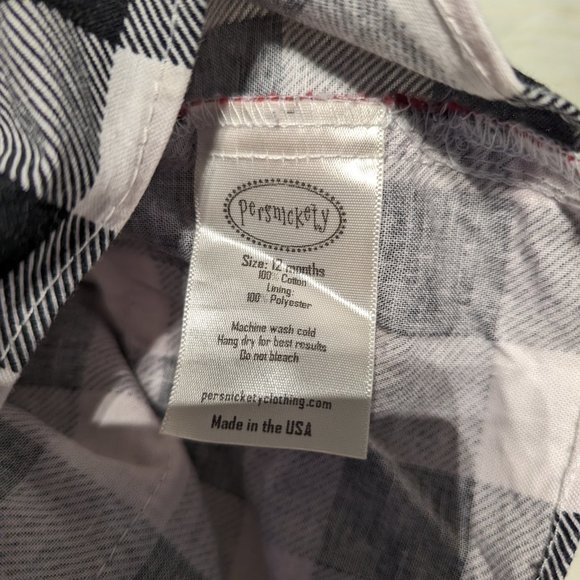 Persnickety
Size: 12 months
100% Cotton
Lining:
100% Polyester
Machine wash cold
Hang dry for best results
Do not bleach
persnicketyclothing.com
Made in the USA